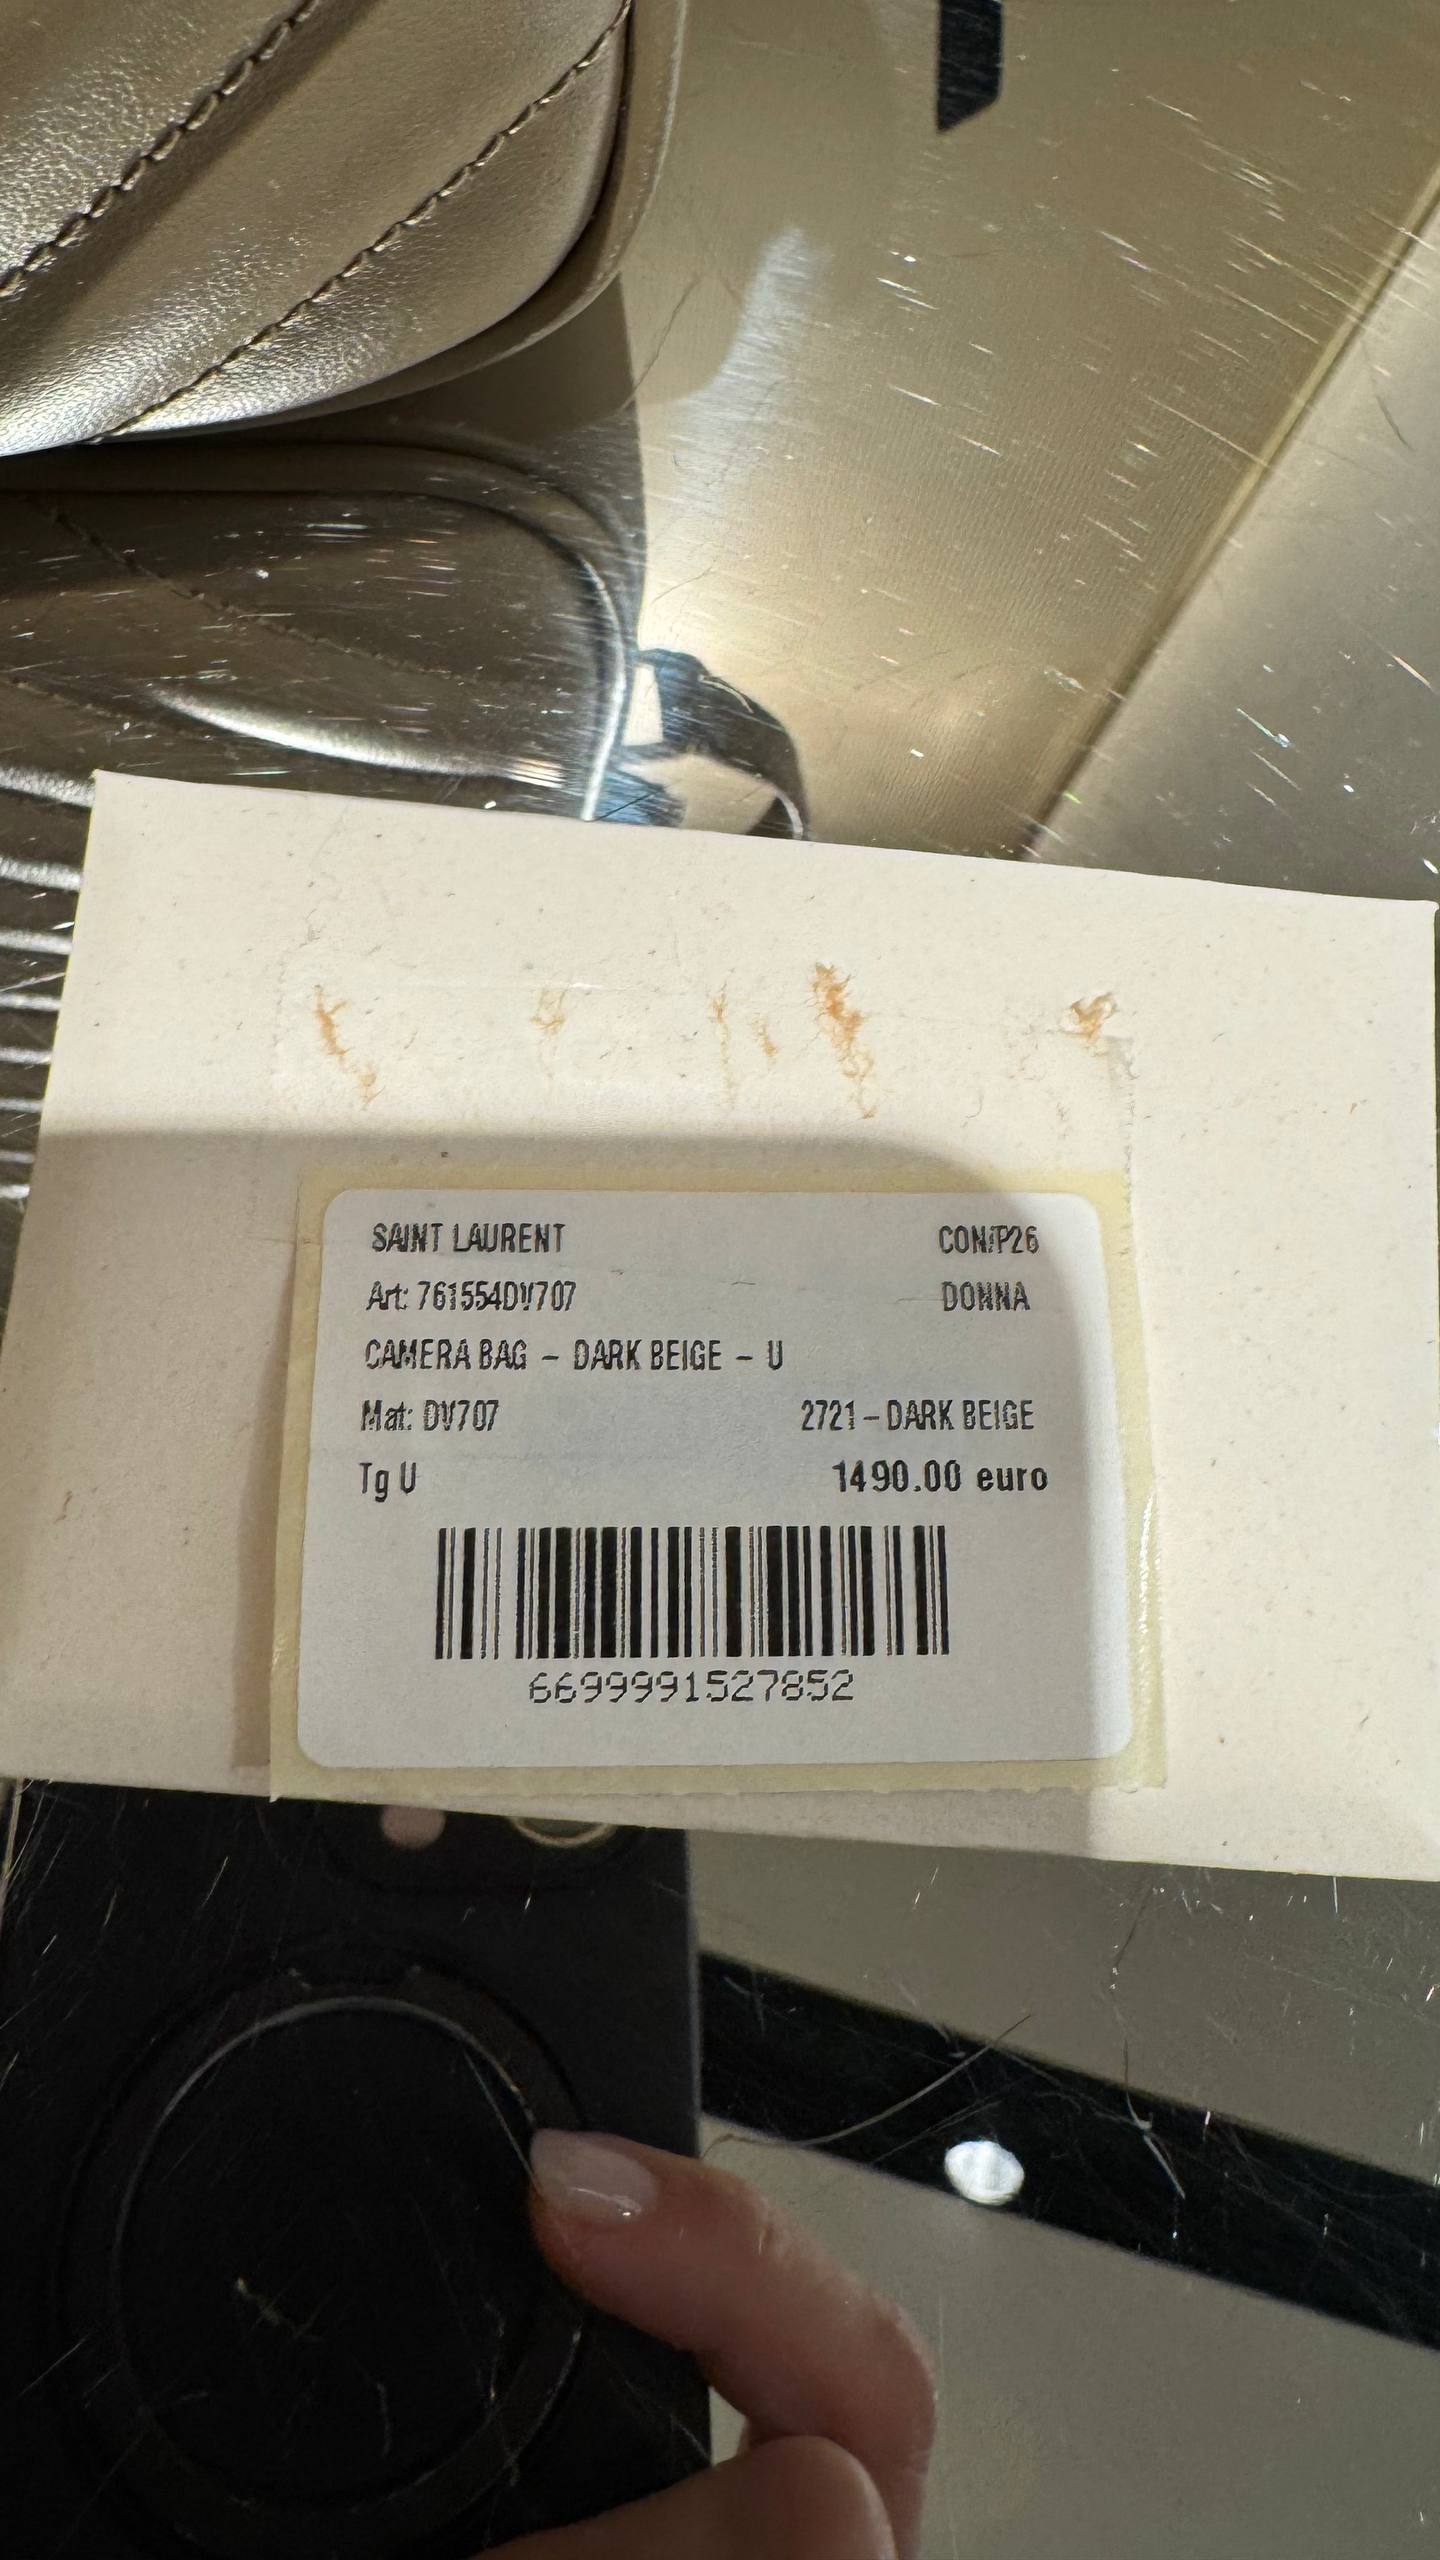 SAINT LAURENT CON/P26
Art: 761554DV707 DONNA
CAMERA BAG – DARK BEIGE – U
Mat: DV707 2721 – DARK BEIGE
Tg U 1490.00 euro
6699991527852